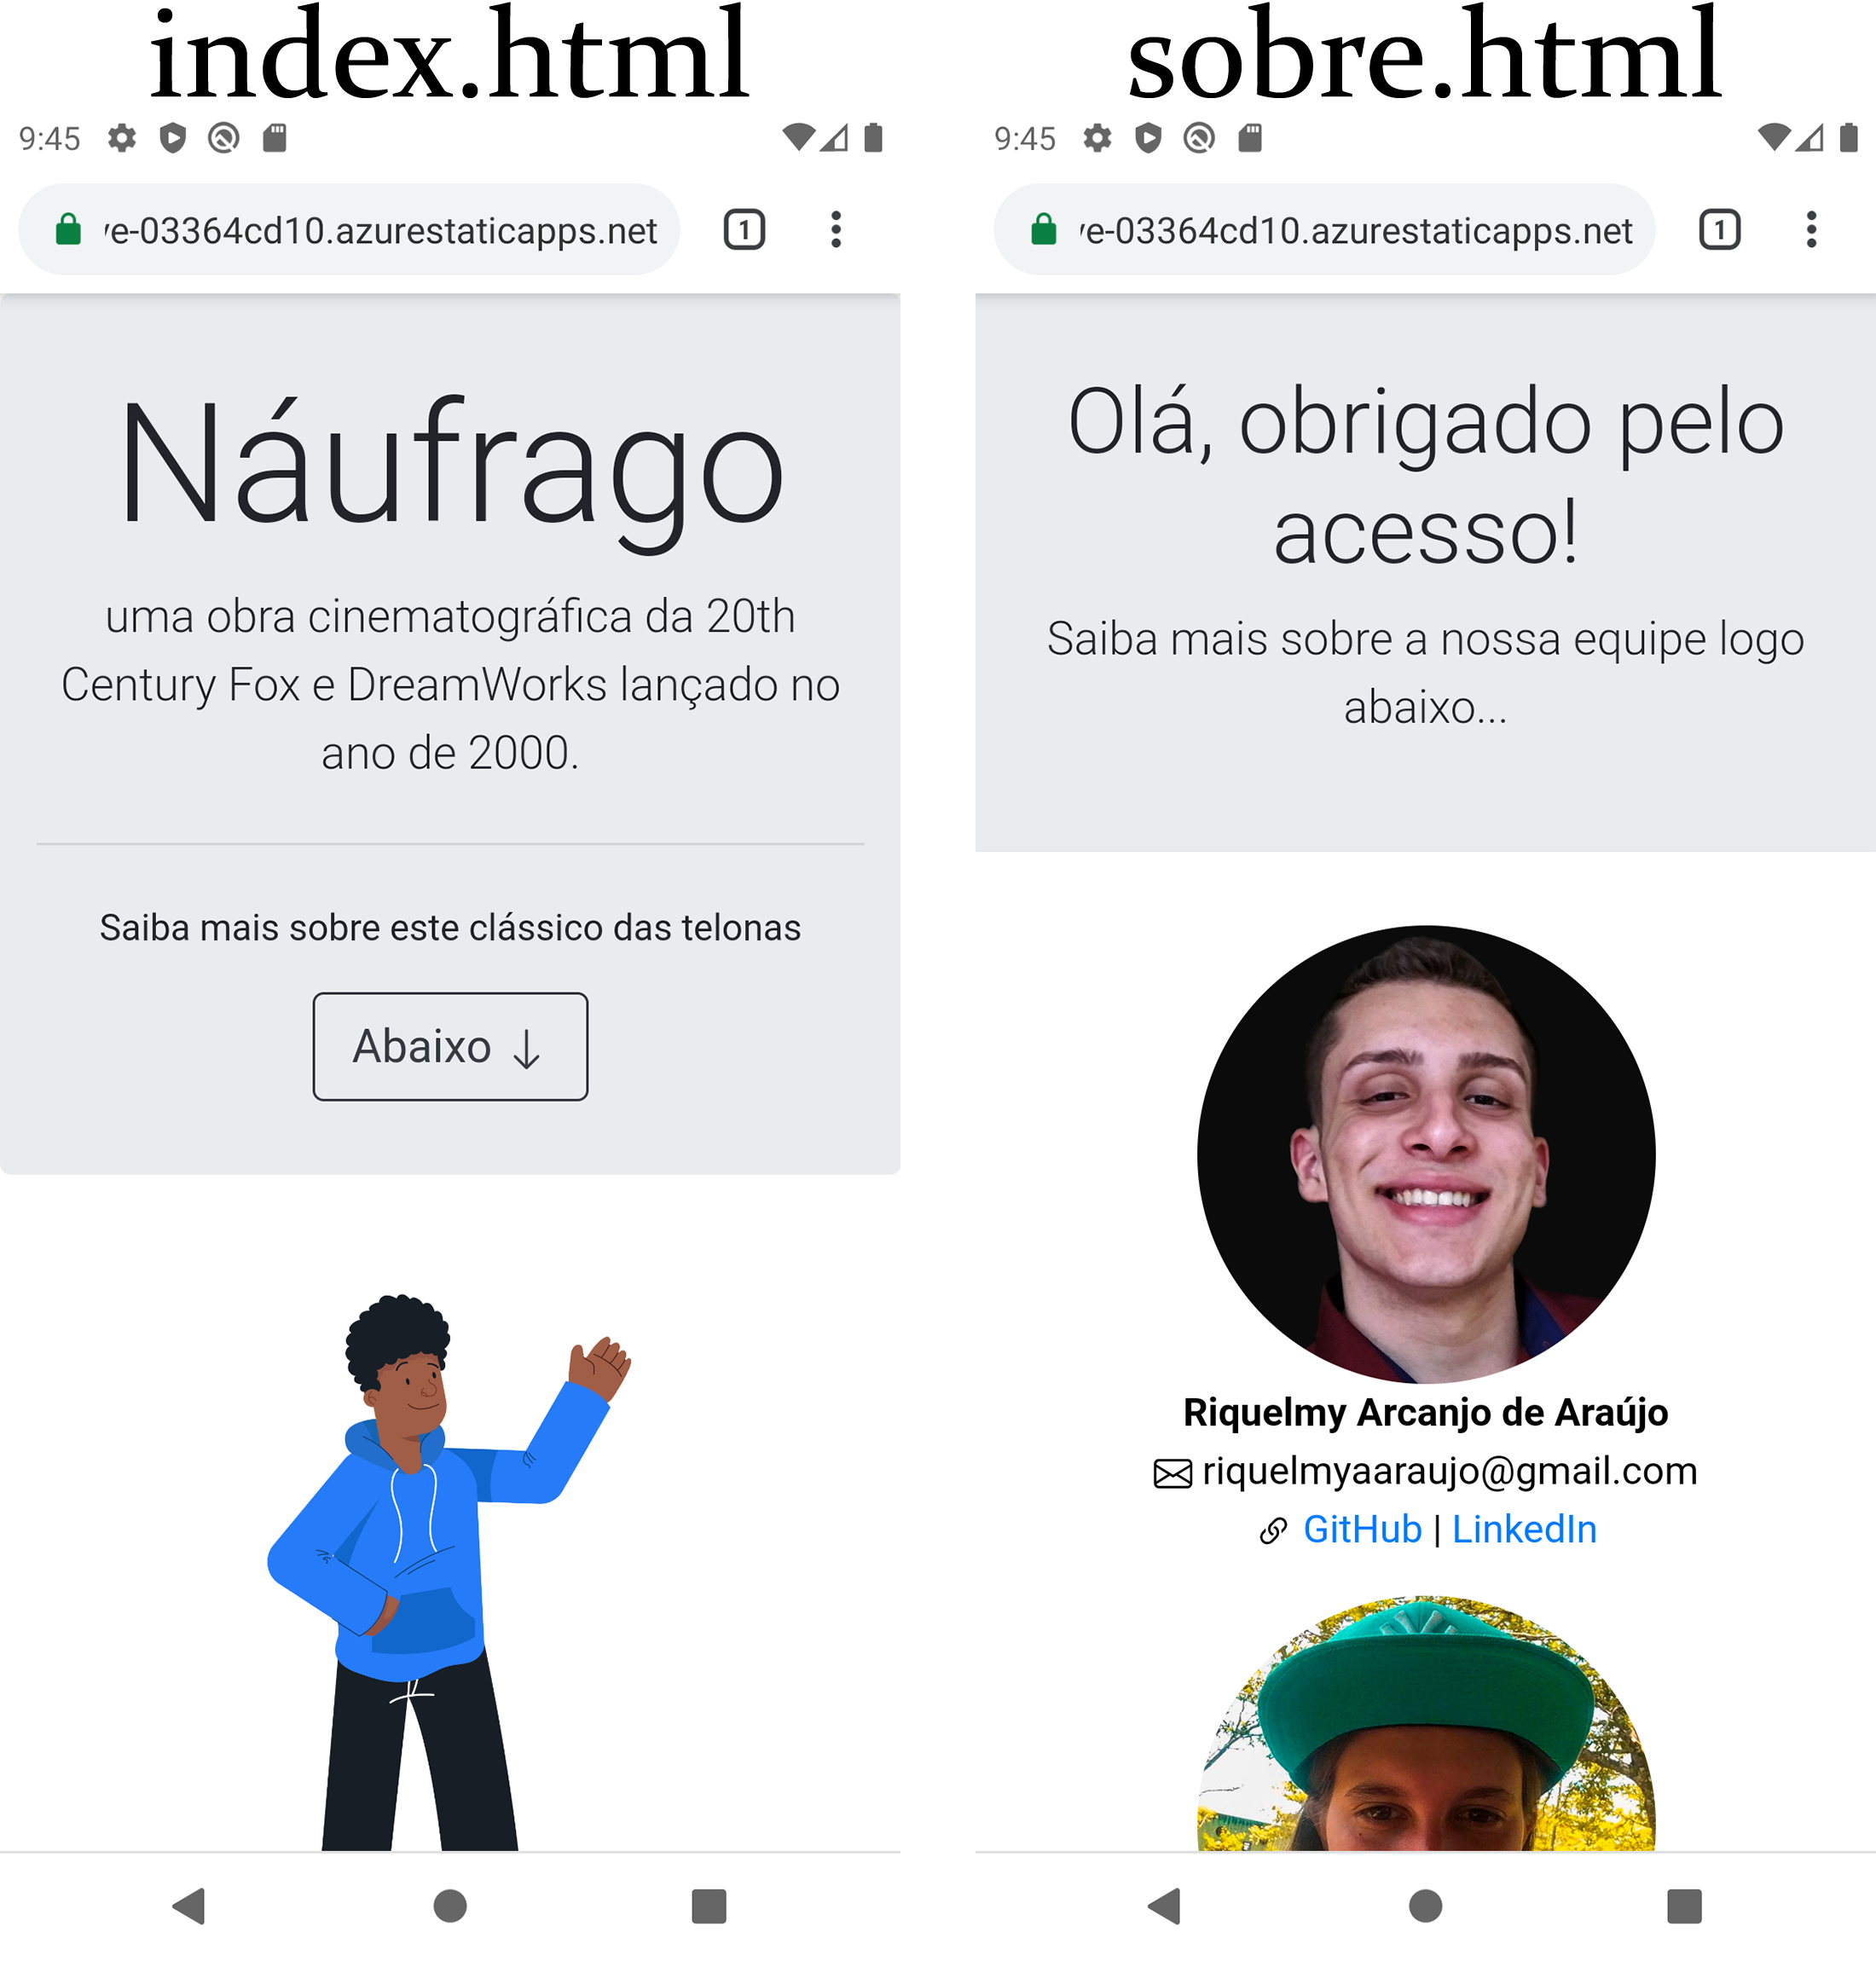 index.html
9:45
've-03364cd10.azurestaticapps.net
1
Náufrago
uma obra cinematográfica da 20th
Century Fox e DreamWorks lançado no
ano de 2000.
Saiba mais sobre este clássico das telonas
Abaixo ↓
sobre.html
9:45
've-03364cd10.azurestaticapps.net
1
Olá, obrigado pelo
acesso!
Saiba mais sobre a nossa equipe logo
abaixo...
Riquelmy Arcanjo de Araújo
riquelmyaaraujo@gmail.com
GitHub | LinkedIn